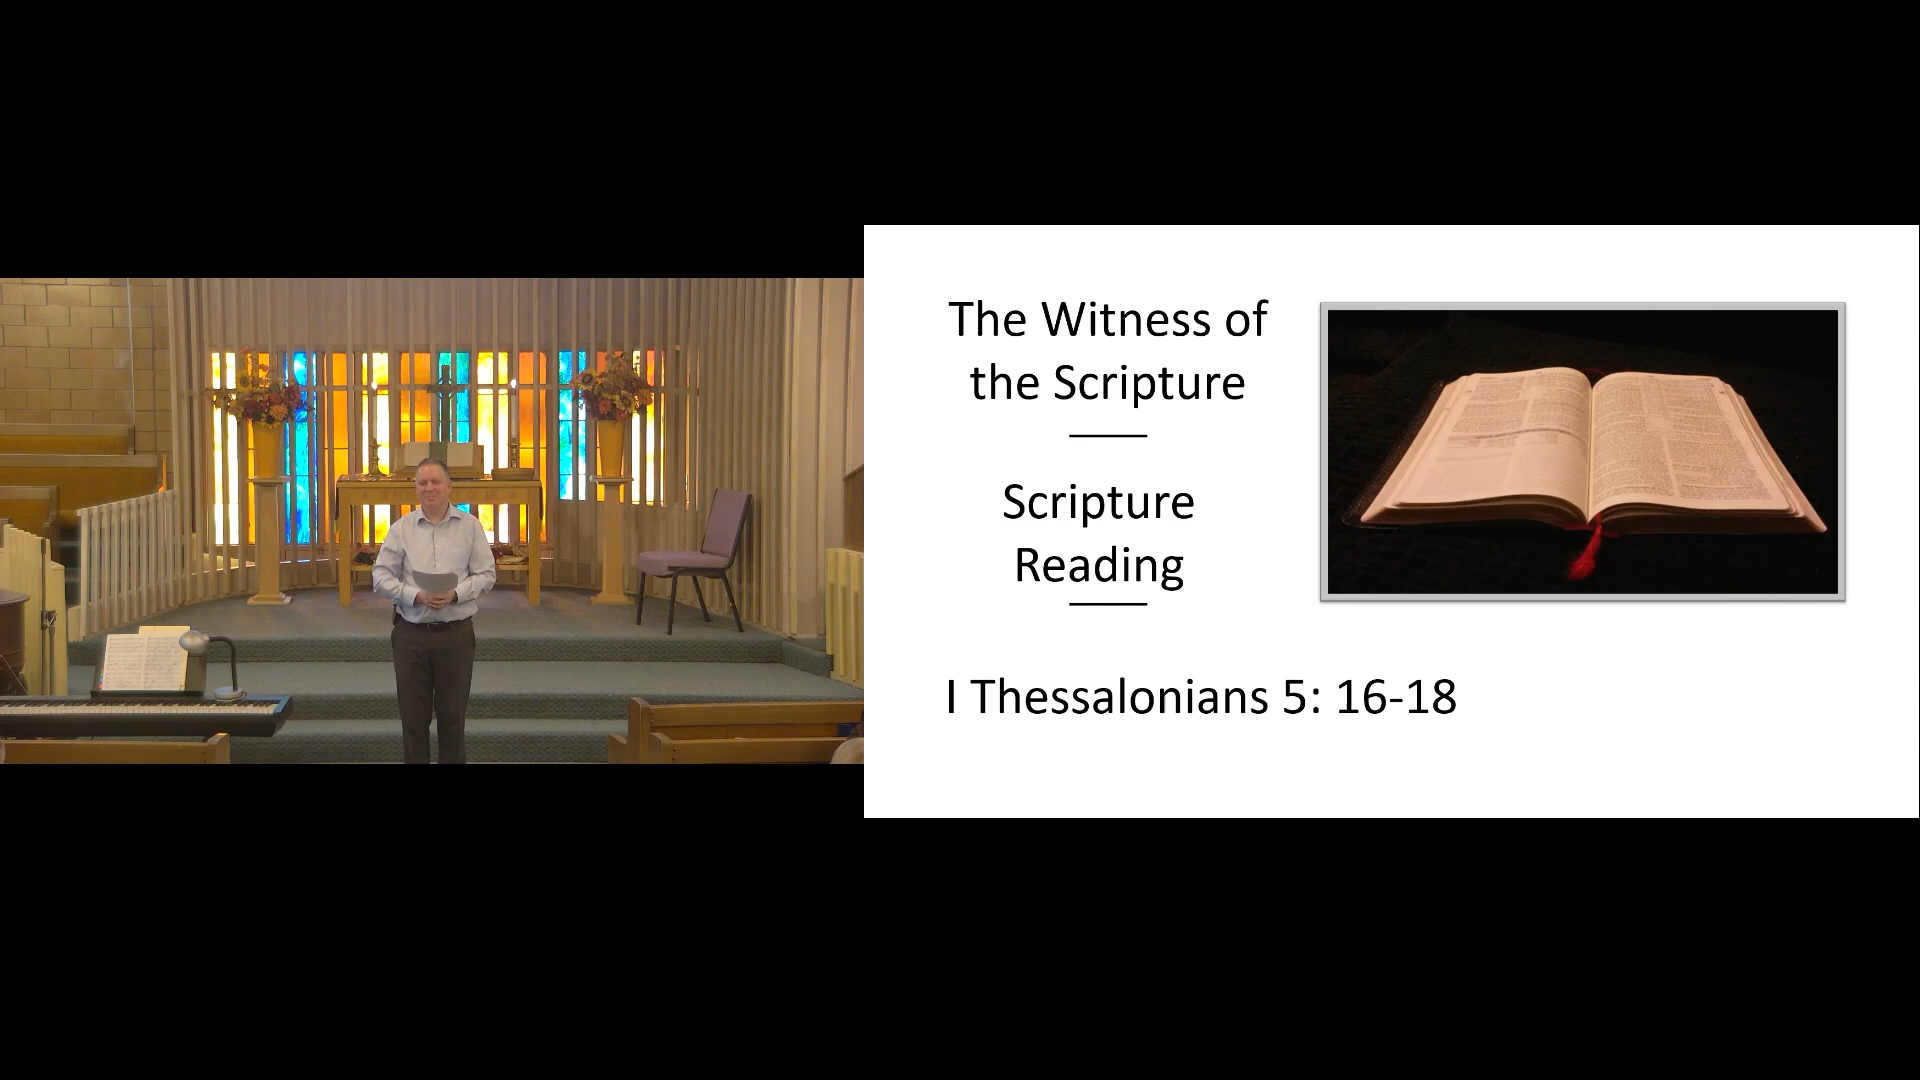 The Witness of
the Scripture
Scripture
Reading
I Thessalonians 5: 16-18